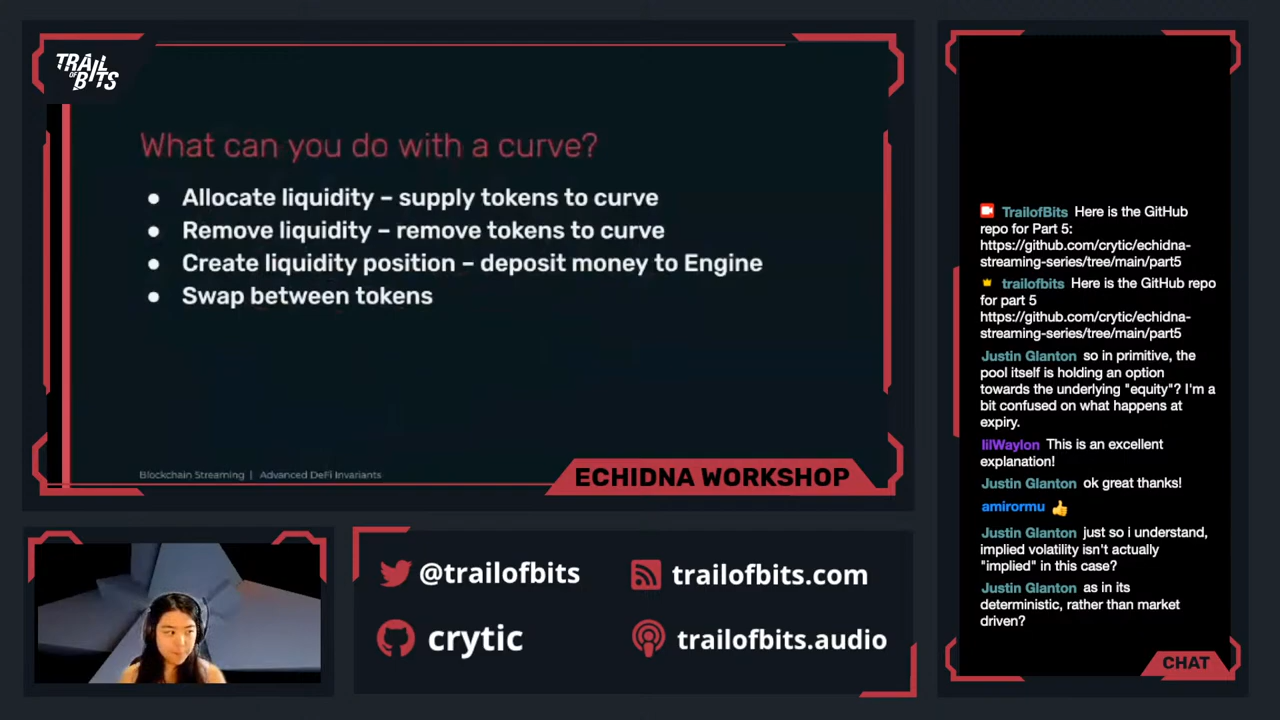 TRAIL
OF
BITS
What can you do with a curve?
● Allocate liquidity – supply tokens to curve
● Remove liquidity – remove tokens to curve
● Create liquidity position – deposit money to Engine
● Swap between tokens
Blockchain Streaming | Advanced DeFi Invariants
ECHIDNA WORKSHOP
@trailofbits
trailofbits.com
crytic
trailofbits.audio
TrailofBits Here is the GitHub
repo for Part 5:
https://github.com/crytic/echidna-
streaming-series/tree/main/part5
trailofbits Here is the GitHub repo
for part 5
https://github.com/crytic/echidna-
streaming-series/tree/main/part5
Justin Glanton so in primitive, the
pool itself is holding an option
towards the underlying "equity"? I'm a
bit confused on what happens at
expiry.
lilWaylon This is an excellent
explanation!
Justin Glanton ok great thanks!
amirormu 👍
Justin Glanton just so i understand,
implied volatility isn't actually
"implied" in this case?
Justin Glanton as in its
deterministic, rather than market
driven?
CHAT